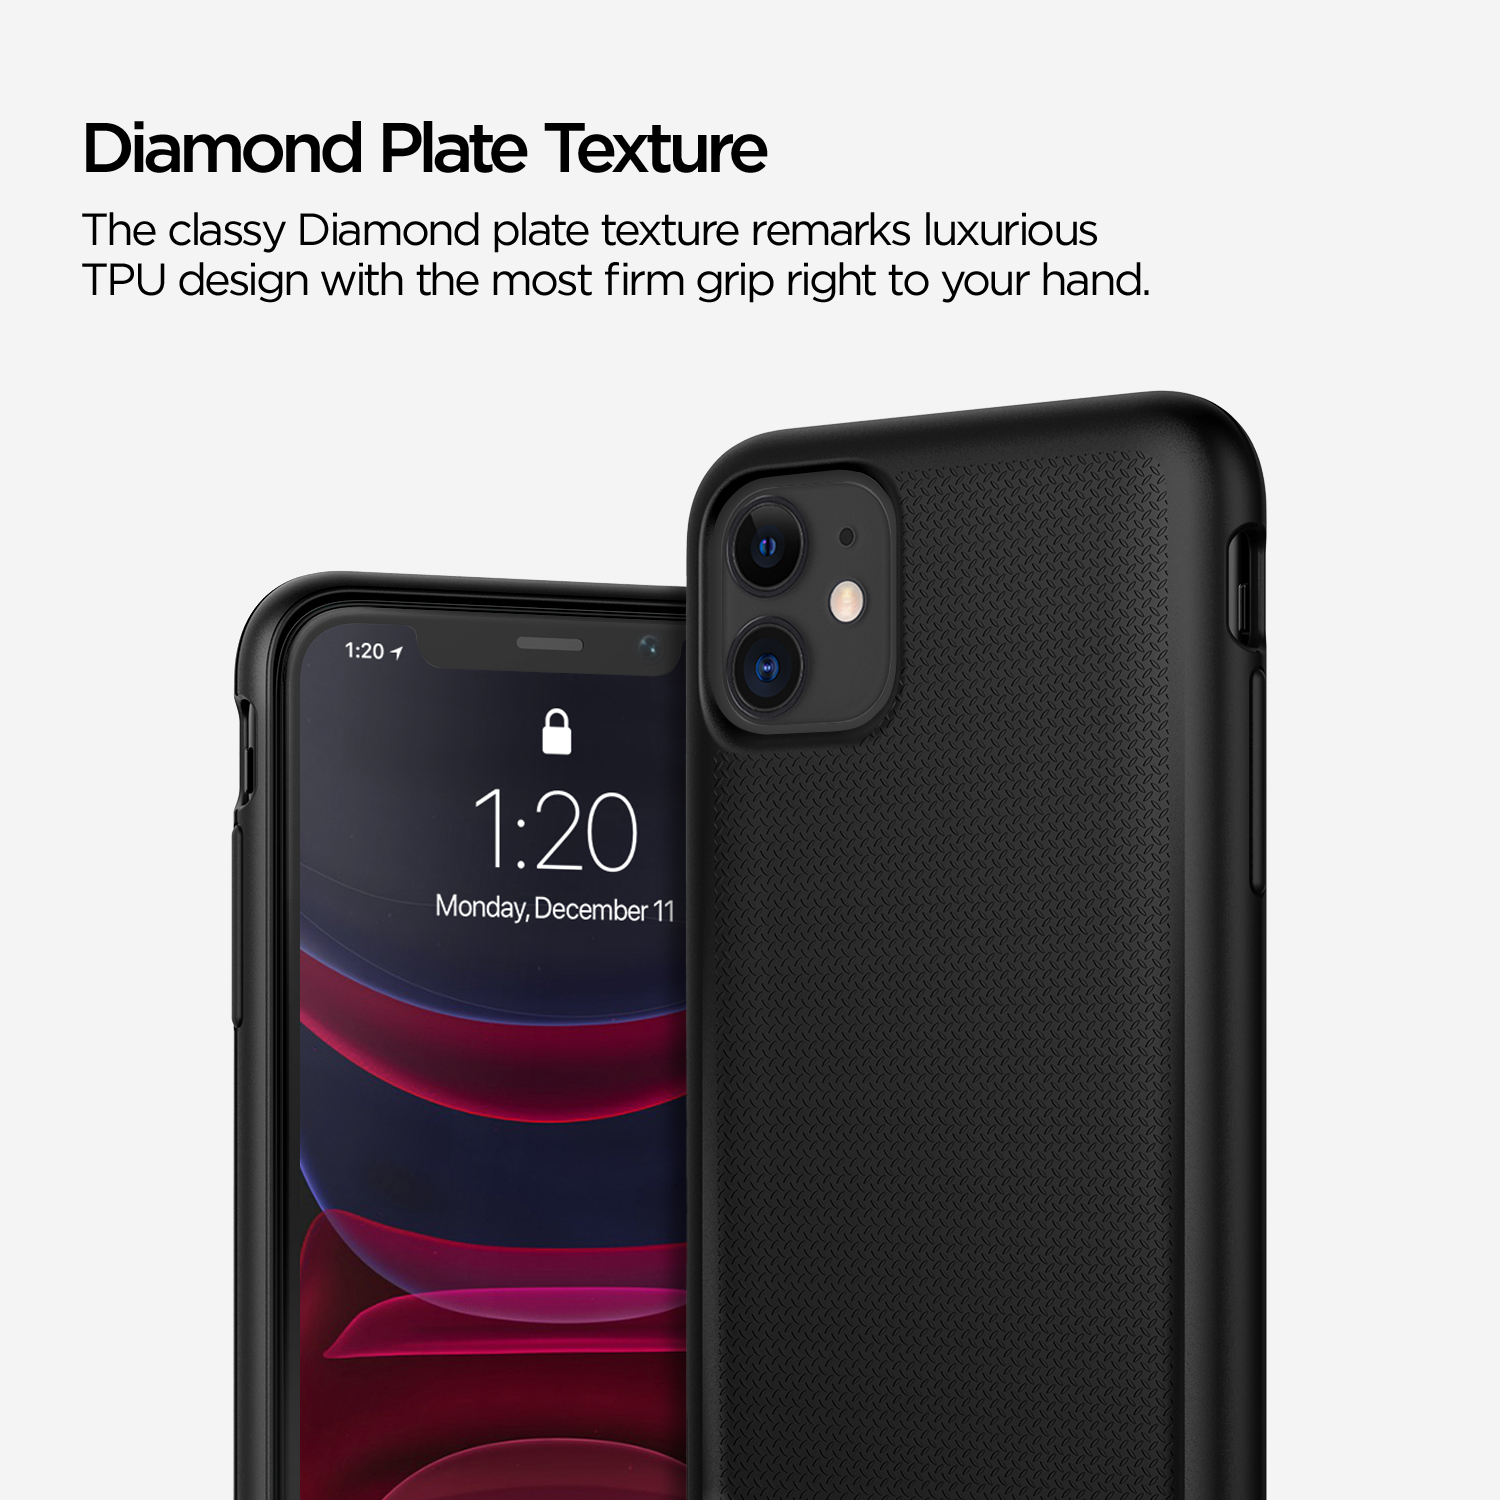 Diamond Plate Texture
The classy Diamond plate texture remarks luxurious
TPU design with the most firm grip right to your hand.
1:20
1:20
Monday, December 11